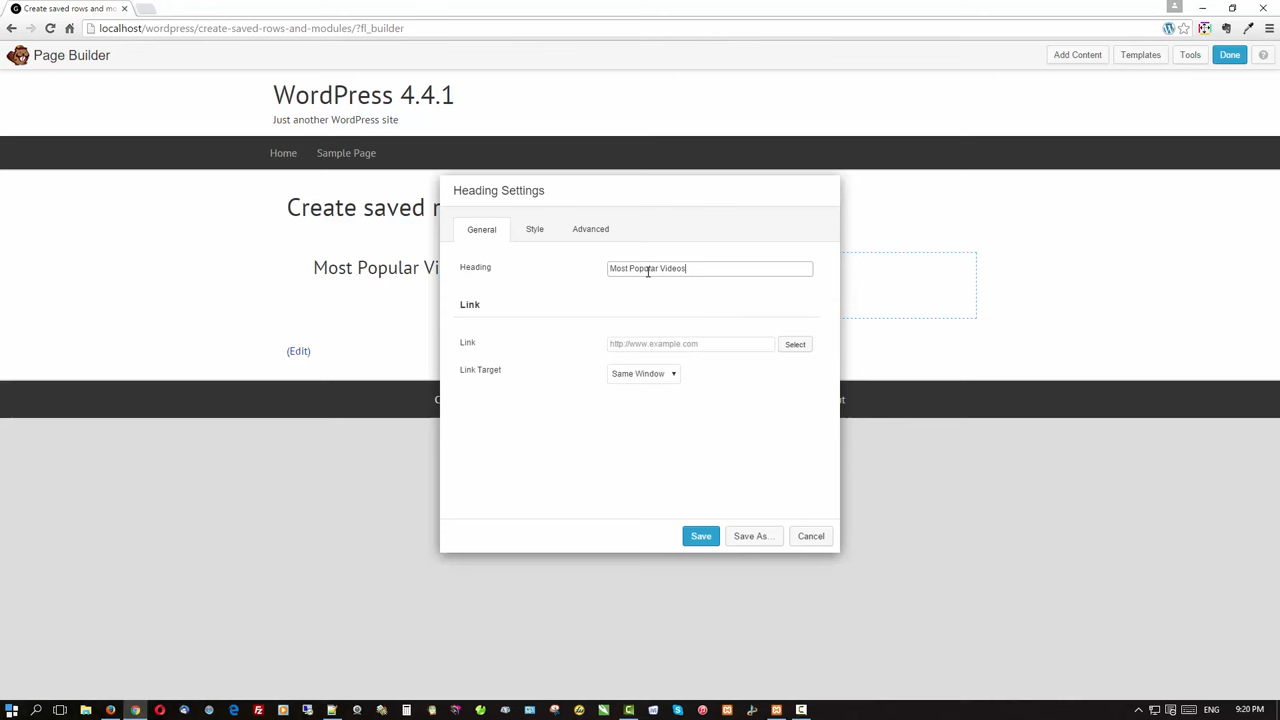 Create saved rows and mo
localhost/wordpress/create-saved-rows-and-modules/?fl_builder
Page Builder
Add Content
Templates
Tools
Done
?
WordPress 4.4.1
Just another WordPress site
Home
Sample Page
Heading Settings
Create saved r
General
Style
Advanced
Most Popular Vi
Heading
Most Popular Videos
Link
Link
http://www.example.com
Select
(Edit)
Link Target
Same Window
Save
Save As...
Cancel
ENG
9:20 PM